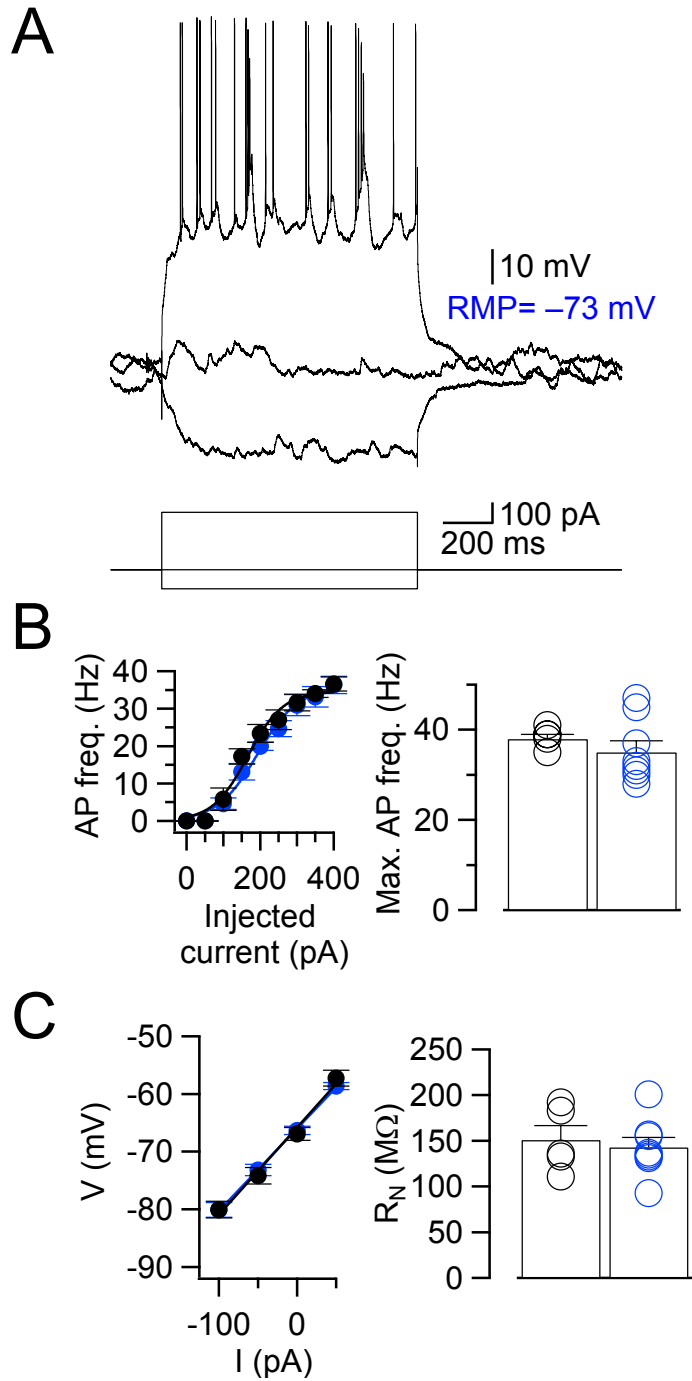 A
10 mV
RMP= –73 mV
100 pA
200 ms
B
AP freq. (Hz)
40
30
20
10
0
0
200
400
Injected
current (pA)
Max. AP freq. (Hz)
40
20
0
C
V (mV)
-50
-60
-70
-80
-90
-100
0
I (pA)
R_N (MΩ)
250
200
150
100
50
0